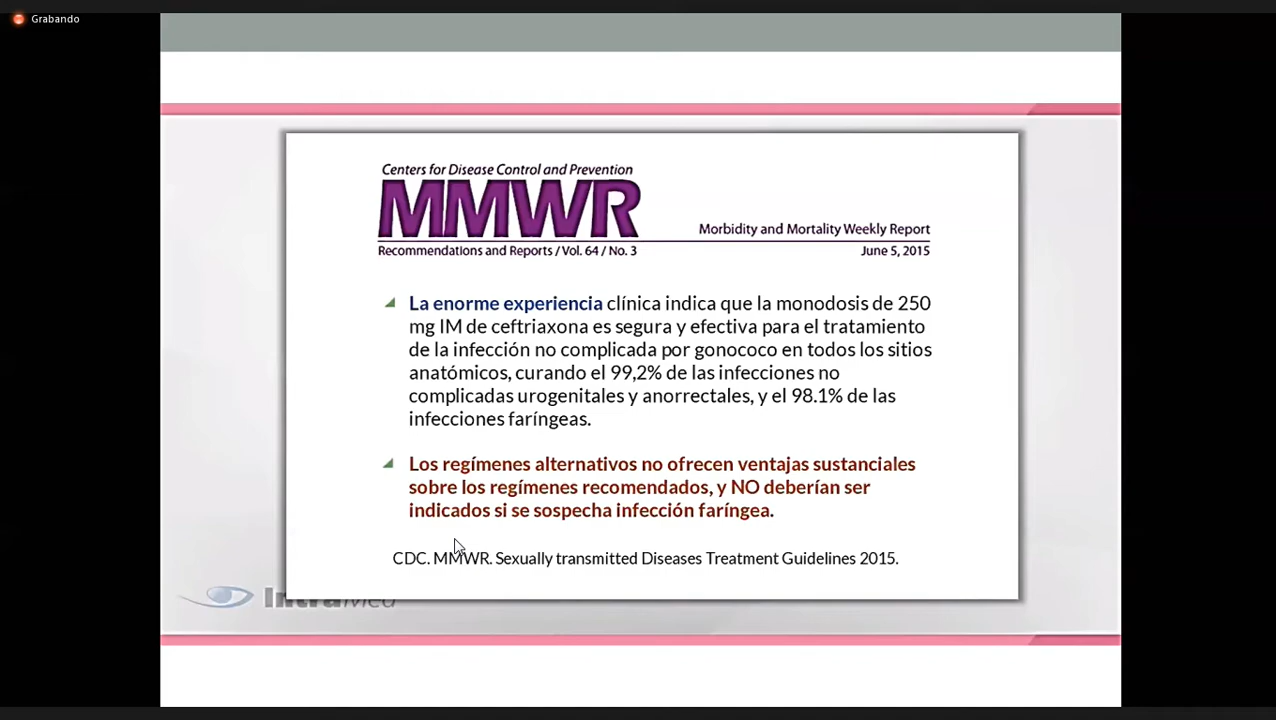 Grabando
Centers for Disease Control and Prevention
MMWR
Morbidity and Mortality Weekly Report
Recommendations and Reports / Vol. 64 / No. 3
June 5, 2015
La enorme experiencia clínica indica que la monodosis de 250
mg IM de ceftriaxona es segura y efectiva para el tratamiento
de la infección no complicada por gonococo en todos los sitios
anatómicos, curando el 99,2% de las infecciones no
complicadas urogenitales y anorrectales, y el 98.1% de las
infecciones faríngeas.
Los regímenes alternativos no ofrecen ventajas sustanciales
sobre los regímenes recomendados, y NO deberían ser
indicados si se sospecha infección faríngea.
CDC. MMWR. Sexually transmitted Diseases Treatment Guidelines 2015.
IntraMed